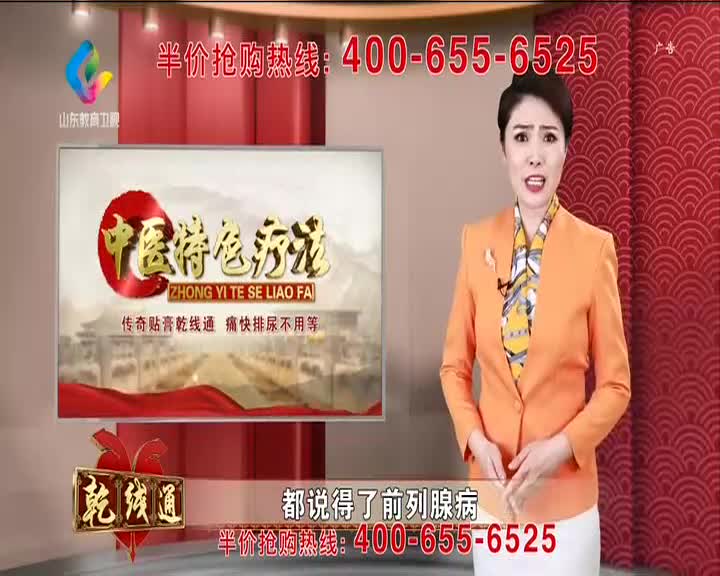 半价抢购热线: 400-655-6525
广告
山东教育卫视
中医特色疗法
ZHONG YI TE SE LIAO FA
传奇贴膏乾线通 痛快排尿不用等
乾线通
都说得了前列腺病
半价抢购热线: 400-655-6525